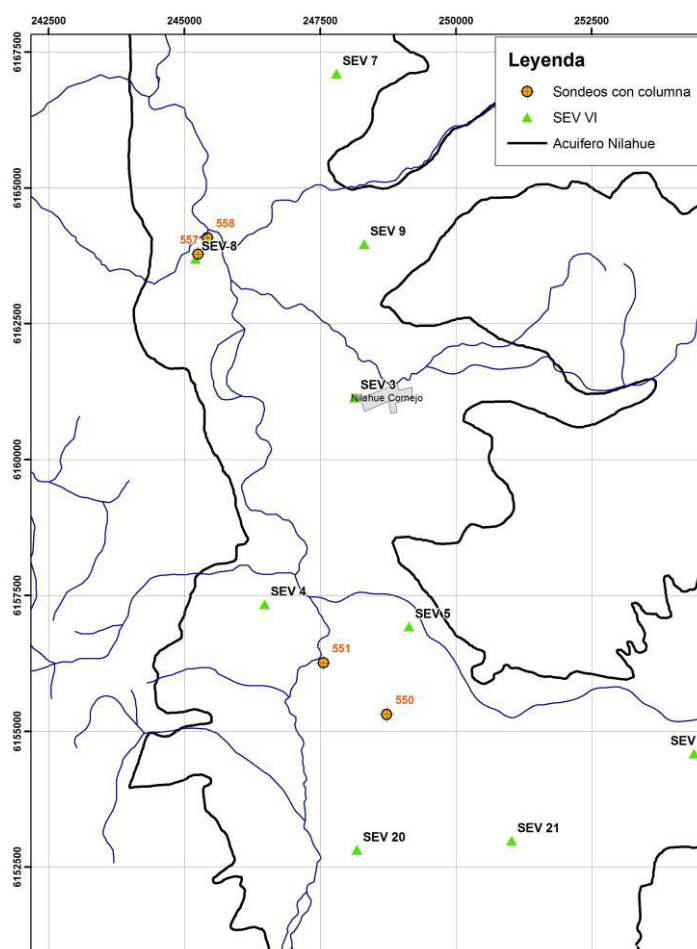 242500 245000 247500 250000 252500
6167500
6165000
6162500
6160000
6157500
6155000
6152500
Leyenda
Sondeos con columna
SEV VI
Acuifero Nilahue
SEV 7
558
557
SEV-8
SEV 9
SEV 3
Nilahue Cornejo
SEV 4
SEV 5
551
550
SEV
SEV 20
SEV 21